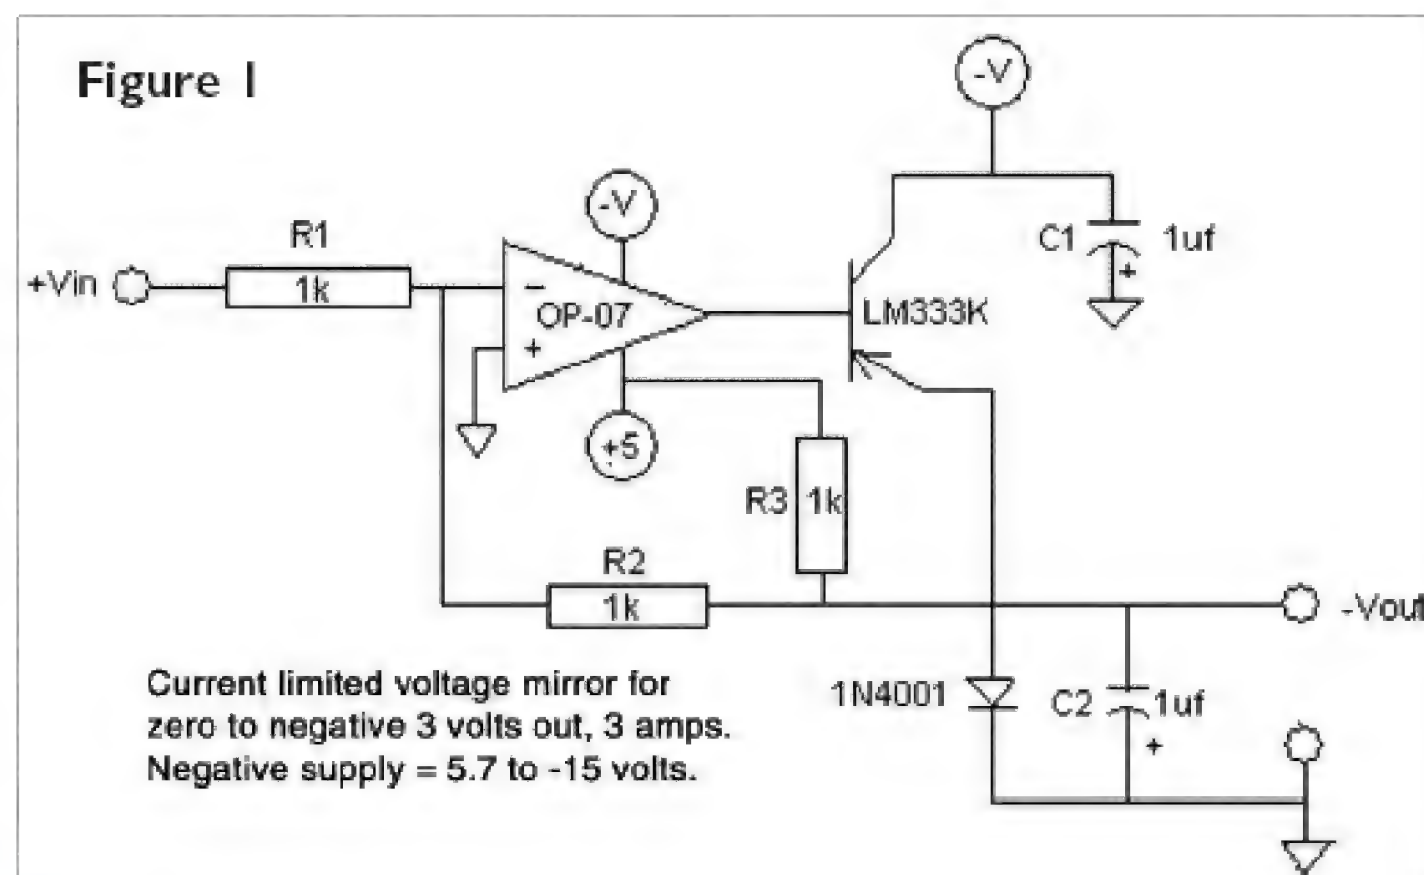 Figure 1
-V
-V
R1
C1
1uf
+
+Vin
1k
-
OP-07
+
LM333K
+5
R3
1k
R2
1k
-Vout
1N4001
C2
1uf
+
Current limited voltage mirror for
zero to negative 3 volts out, 3 amps.
Negative supply = 5.7 to -15 volts.